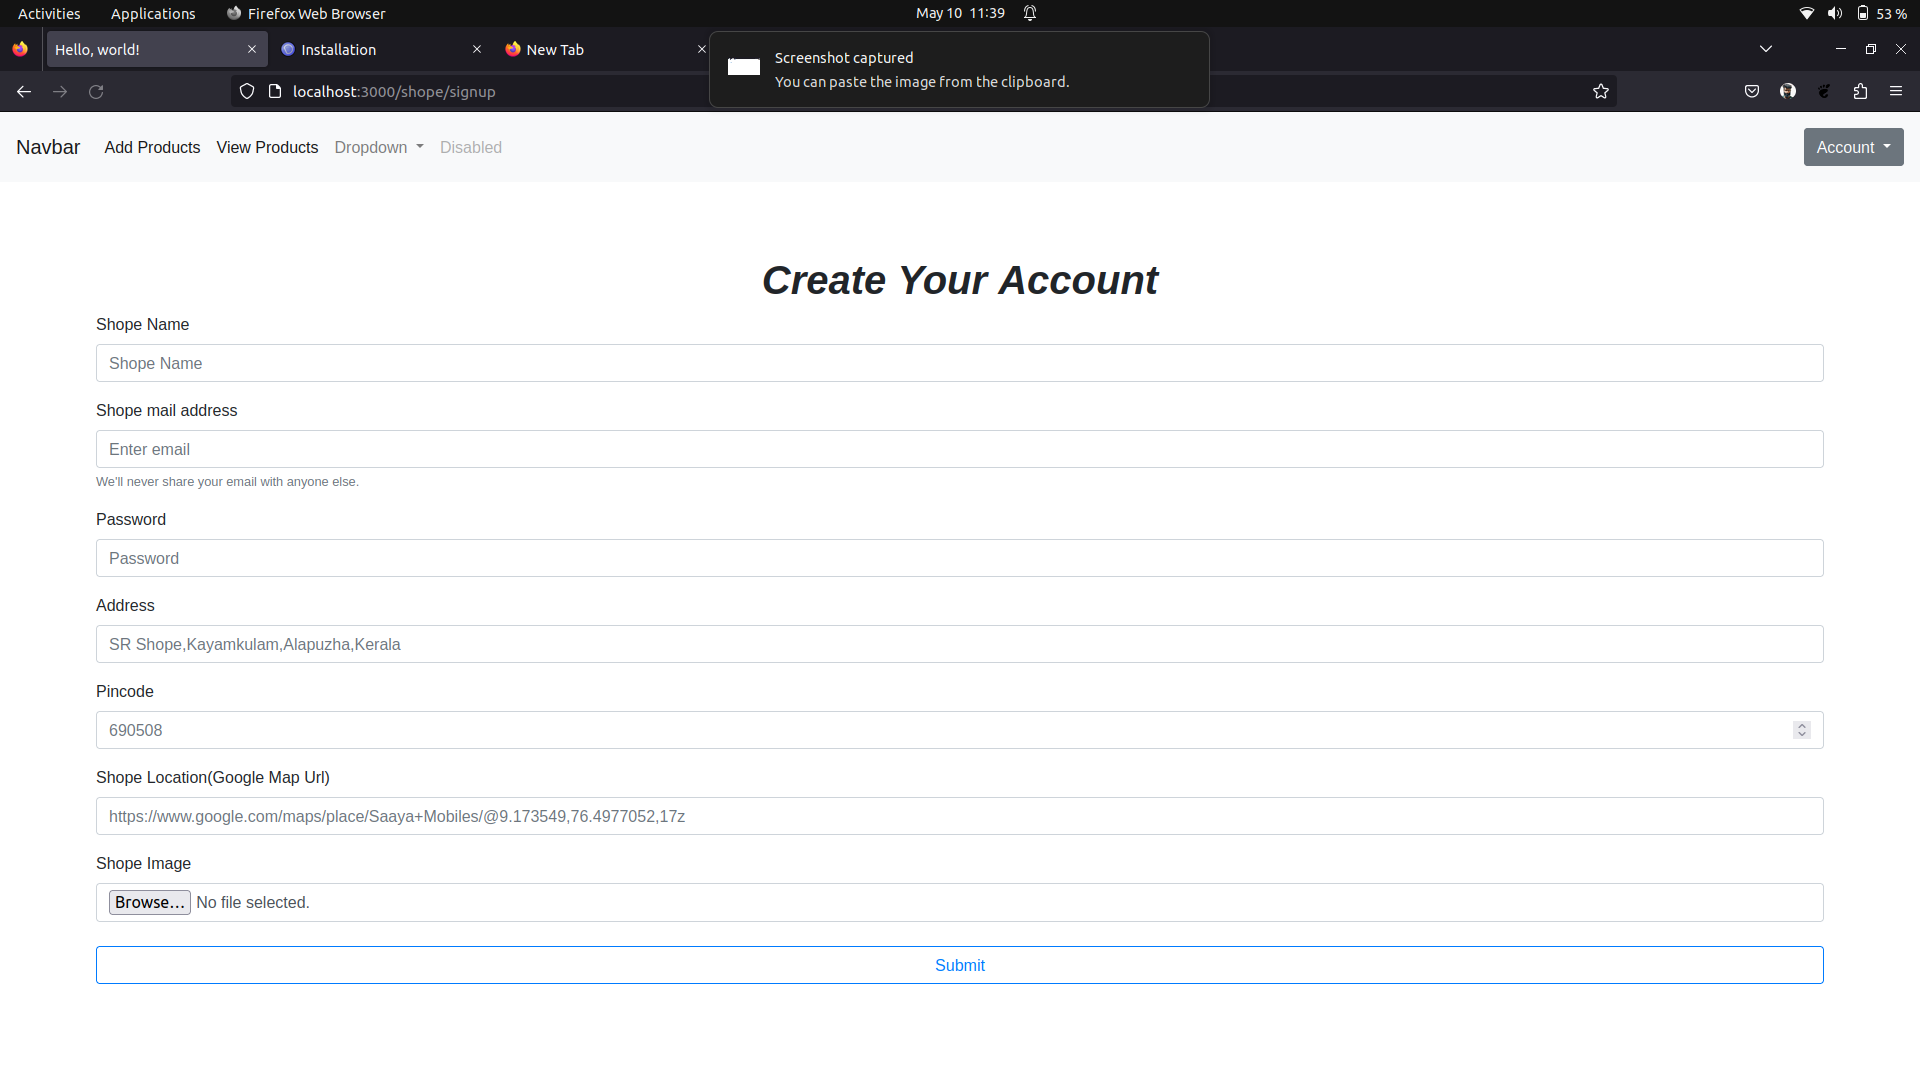 Activities Applications Firefox Web Browser May 10 11:39 53 %
Hello, world! Installation New Tab
Screenshot captured
You can paste the image from the clipboard.
localhost:3000/shope/signup
Navbar Add Products View Products Dropdown Disabled Account
Create Your Account
Shope Name
Shope Name
Shope mail address
Enter email
We'll never share your email with anyone else.
Password
Password
Address
SR Shope,Kayamkulam,Alapuzha,Kerala
Pincode
690508
Shope Location(Google Map Url)
https://www.google.com/maps/place/Saaya+Mobiles/@9.173549,76.4977052,17z
Shope Image
Browse... No file selected.
Submit